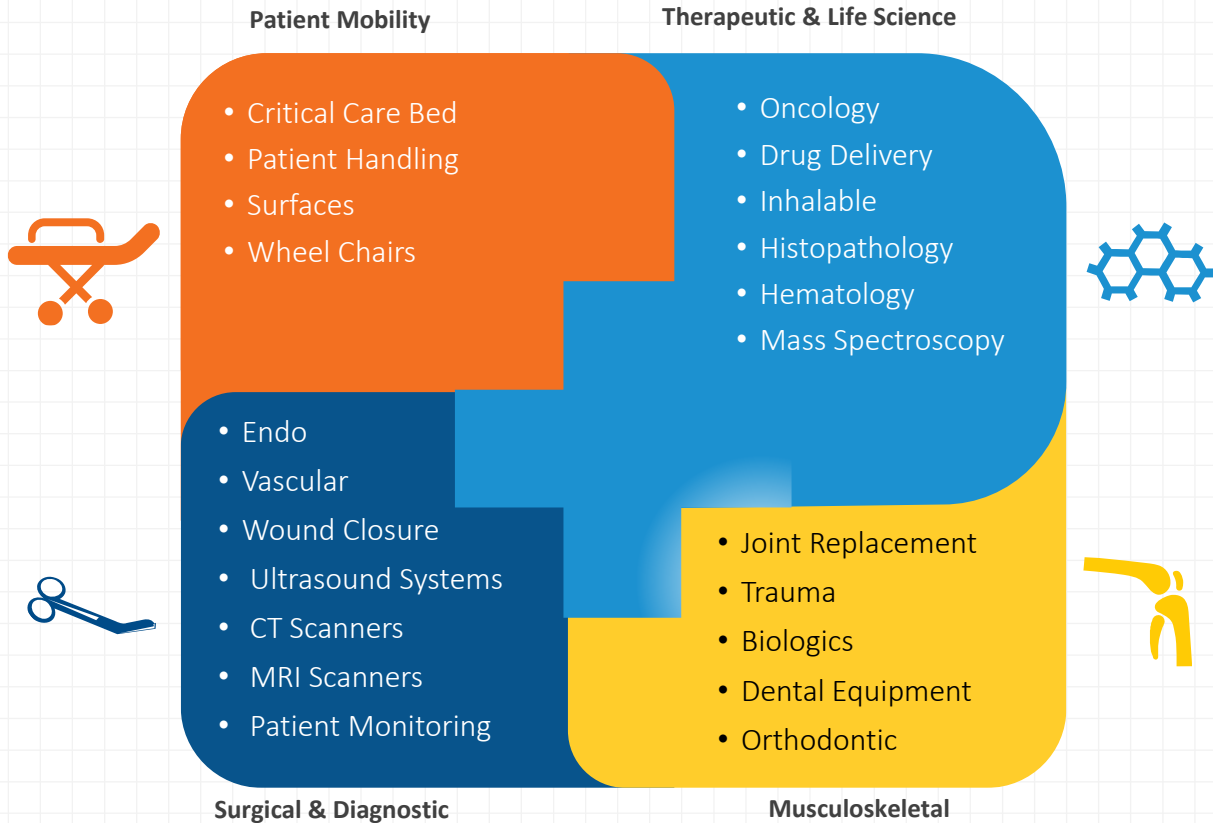 Patient Mobility
• Critical Care Bed
• Patient Handling
• Surfaces
• Wheel Chairs
Therapeutic & Life Science
• Oncology
• Drug Delivery
• Inhalable
• Histopathology
• Hematology
• Mass Spectroscopy
• Endo
• Vascular
• Wound Closure
• Ultrasound Systems
• CT Scanners
• MRI Scanners
• Patient Monitoring
Surgical & Diagnostic
• Joint Replacement
• Trauma
• Biologics
• Dental Equipment
• Orthodontic
Musculoskeletal